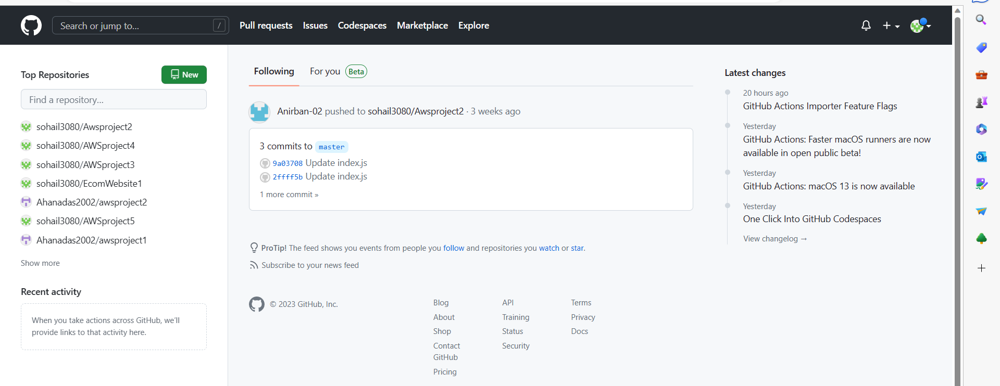 Search or jump to... /
Pull requests Issues Codespaces Marketplace Explore
Top Repositories
New
Find a repository...
sohail3080/Awsproject2
sohail3080/AWSproject4
sohail3080/AWSproject3
sohail3080/EcomWebsite1
Ahanadas2002/awsproject2
sohail3080/AWSproject5
Ahanadas2002/awsproject1
Show more
Recent activity
When you take actions across GitHub, we’ll
provide links to that activity here.
Following For you Beta
Anirban-02 pushed to sohail3080/Awsproject2 · 3 weeks ago
3 commits to master
9a03708 Update index.js
2ffff5b Update index.js
1 more commit »
ProTip! The feed shows you events from people you follow and repositories you watch or star.
Subscribe to your news feed
© 2023 GitHub, Inc.
Blog
About
Shop
Contact
GitHub
Pricing
API
Training
Status
Security
Terms
Privacy
Docs
Latest changes
20 hours ago
GitHub Actions Importer Feature Flags
Yesterday
GitHub Actions: Faster macOS runners are now
available in open public beta!
Yesterday
GitHub Actions: macOS 13 is now available
Yesterday
One Click Into GitHub Codespaces
View changelog →